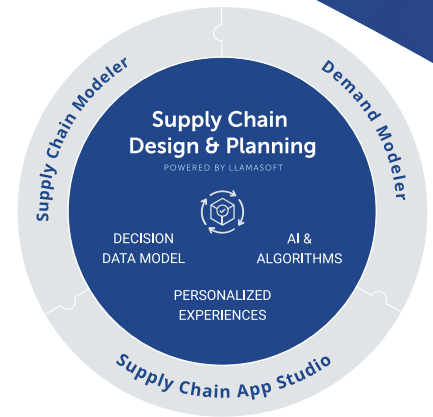 Supply Chain Modeler
Demand Modeler
Supply Chain
Design & Planning
POWERED BY LLAMASOFT
DECISION
DATA MODEL
AI &
ALGORITHMS
PERSONALIZED
EXPERIENCES
Supply Chain App Studio